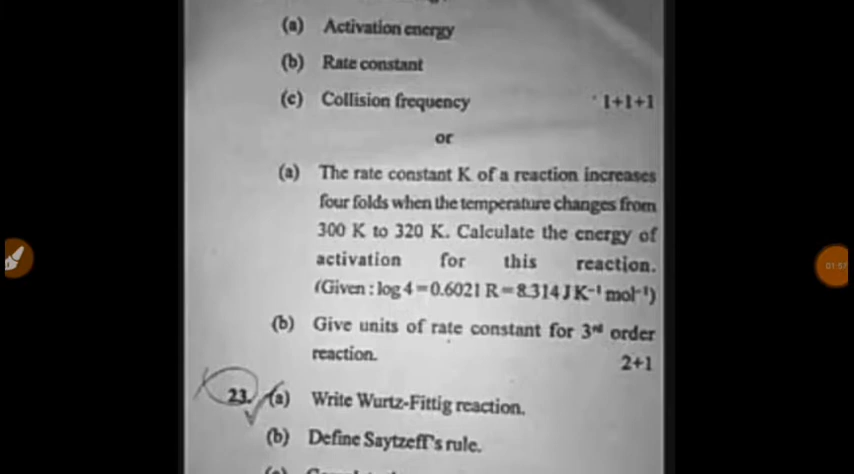 (a) Activation energy
(b) Rate constant
(c) Collision frequency 1+1+1
or
(a) The rate constant K of a reaction increases
four folds when the temperature changes from
300 K to 320 K. Calculate the energy of
activation for this reaction.
(Given : log 4 = 0.6021 R = 8.314 J K⁻¹ mol⁻¹)
(b) Give units of rate constant for 3rd order
reaction. 2+1
23. (a) Write Wurtz-Fittig reaction.
(b) Define Saytzeff's rule.
01:57